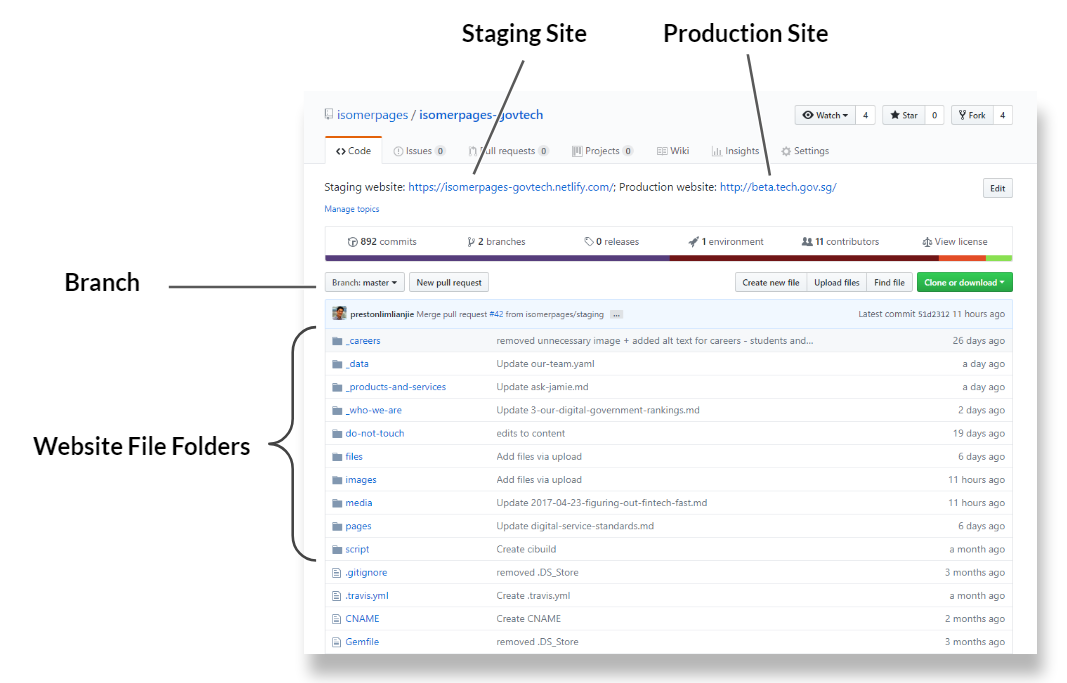 Staging Site Production Site
isomerpages / isomerpages-govtech Watch 4 Star 0 Fork 4
Code Issues 0 Pull requests 0 Projects 0 Wiki Insights Settings
Staging website: https://isomerpages-govtech.netlify.com/; Production website: http://beta.tech.gov.sg/ Edit
Manage topics
892 commits 2 branches 0 releases 1 environment 11 contributors View license
Branch
Branch: master New pull request Create new file Upload files Find file Clone or download
prestonlimlianjie Merge pull request #42 from isomerpages/staging ... Latest commit 51d2312 11 hours ago
_careers removed unnecessary image + added alt text for careers - students and... 26 days ago
_data Update our-team.yaml a day ago
_products-and-services Update ask-jamie.md a day ago
_who-we-are Update 3-our-digital-government-rankings.md 2 days ago
do-not-touch edits to content 19 days ago
Website File Folders
files Add files via upload 6 days ago
images Add files via upload 11 hours ago
media Update 2017-04-23-figuring-out-fintech-fast.md 11 hours ago
pages Update digital-service-standards.md 6 days ago
script Create cibuild a month ago
.gitignore removed .DS_Store 3 months ago
.travis.yml Create .travis.yml a month ago
CNAME Create CNAME 2 months ago
Gemfile removed .DS_Store 3 months ago